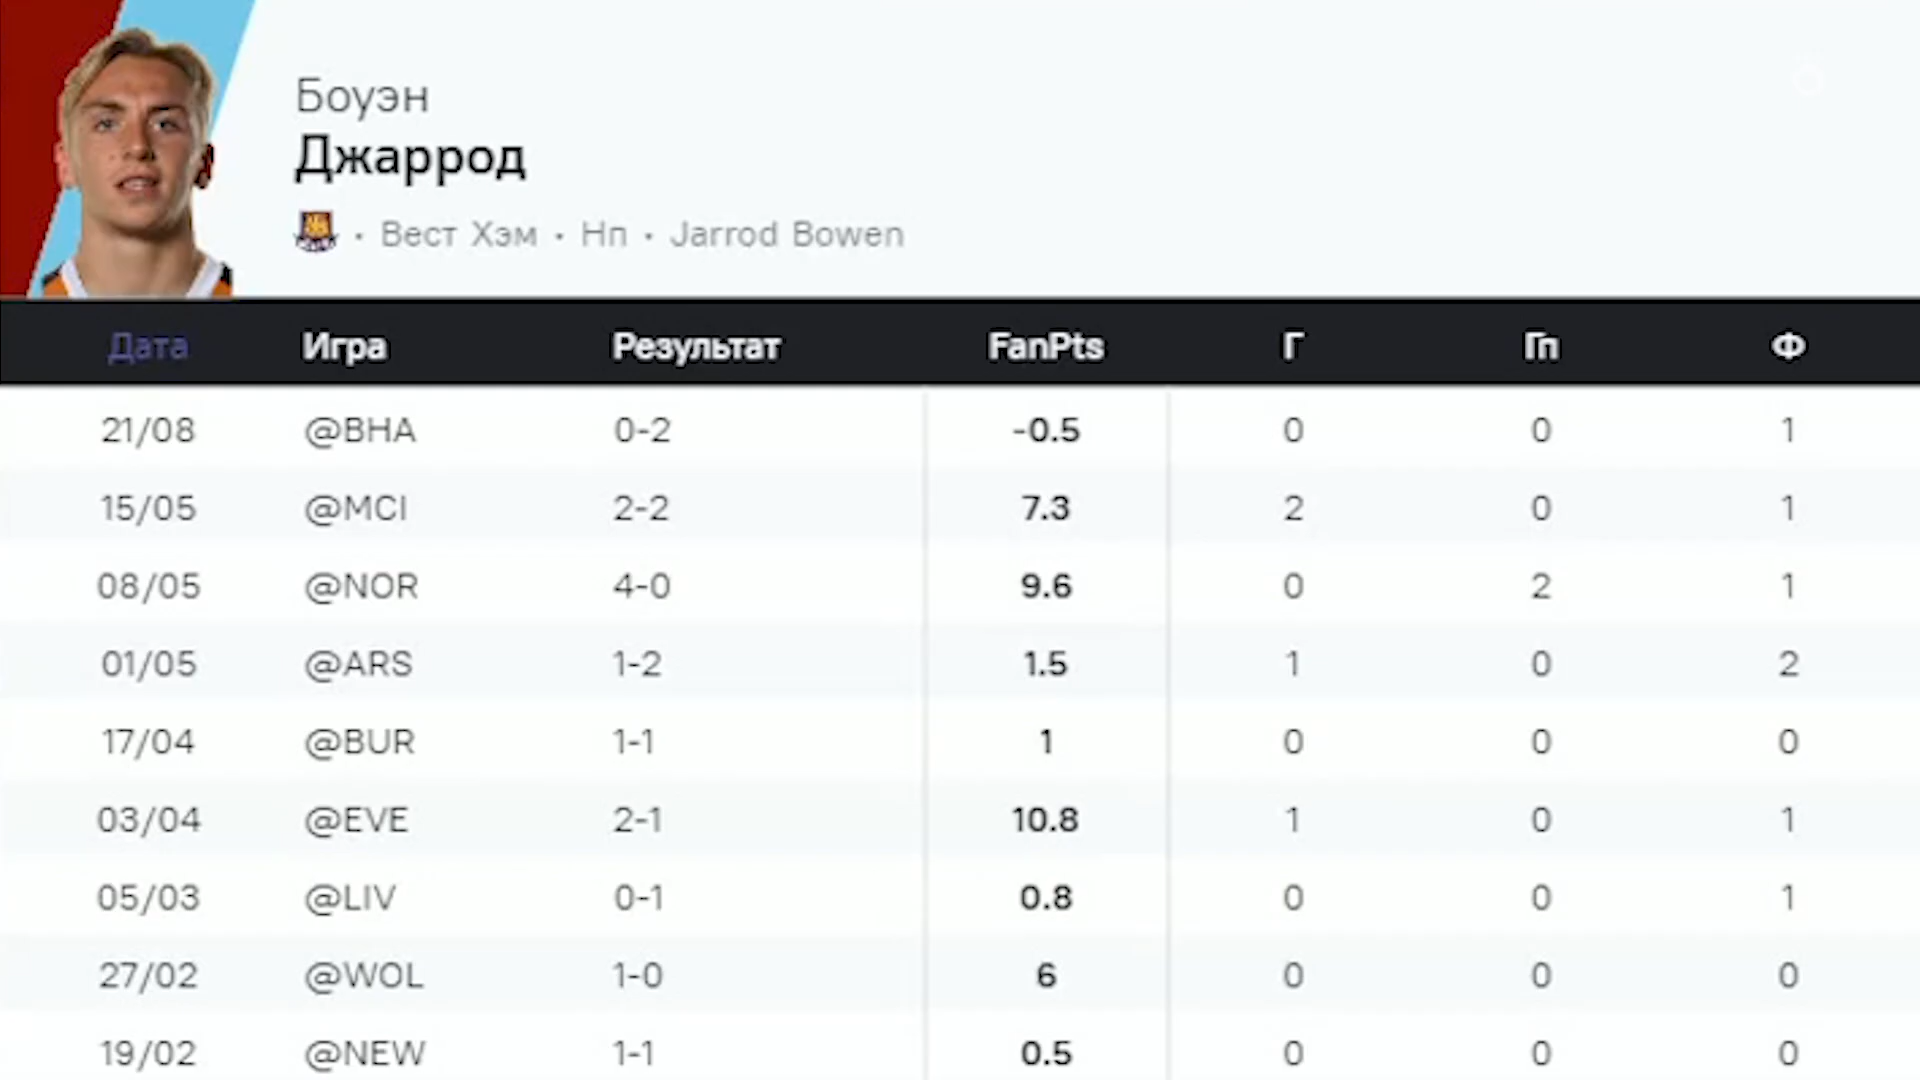 Боуэн
Джаррод
· Вест Хэм · Нп · Jarrod Bowen
Дата Игра Результат FanPts Г Гп Ф
21/08 @BHA 0-2 -0.5 0 0 1
15/05 @MCI 2-2 7.3 2 0 1
08/05 @NOR 4-0 9.6 0 2 1
01/05 @ARS 1-2 1.5 1 0 2
17/04 @BUR 1-1 1 0 0 0
03/04 @EVE 2-1 10.8 1 0 1
05/03 @LIV 0-1 0.8 0 0 1
27/02 @WOL 1-0 6 0 0 0
19/02 @NEW 1-1 0.5 0 0 0